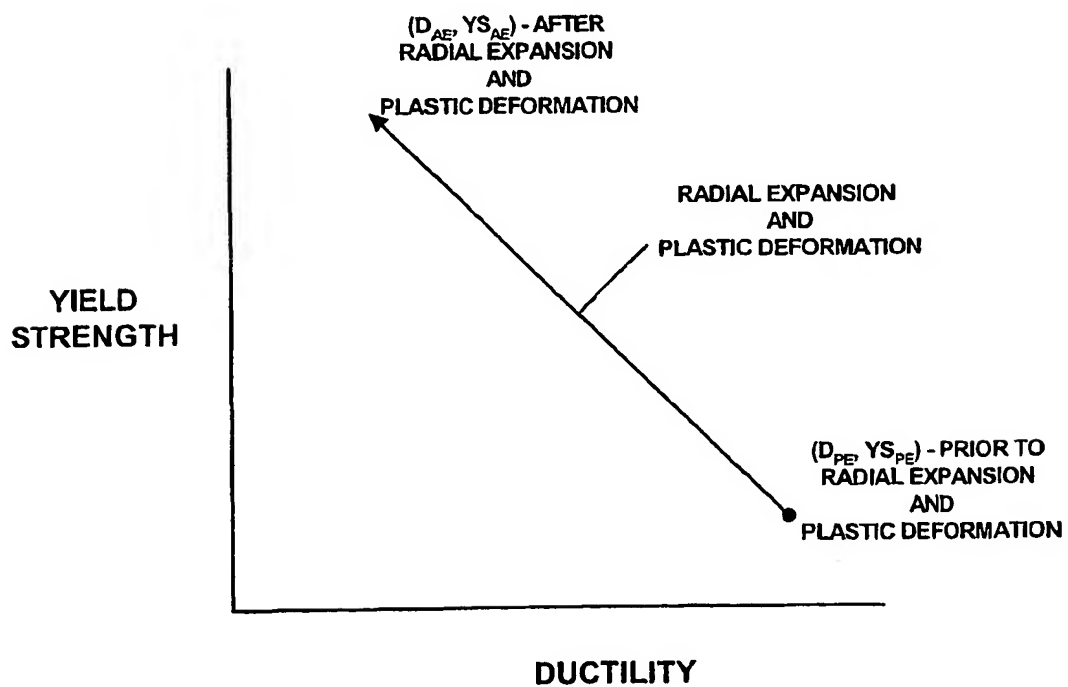 (D_AE, YS_AE) - AFTER
RADIAL EXPANSION
AND
PLASTIC DEFORMATION
RADIAL EXPANSION
AND
PLASTIC DEFORMATION
YIELD
STRENGTH
(D_PE, YS_PE) - PRIOR TO
RADIAL EXPANSION
AND
PLASTIC DEFORMATION
DUCTILITY